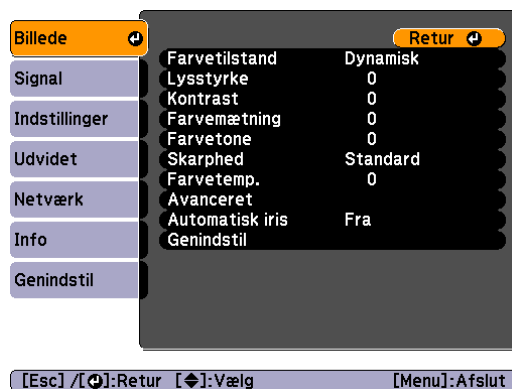 Billede
Signal
Indstillinger
Udvidet
Netværk
Info
Genindstil
Retur
Farvetilstand Dynamisk
Lysstyrke 0
Kontrast 0
Farvemætning 0
Farvetone 0
Skarphed Standard
Farvetemp. 0
Avanceret
Automatisk iris Fra
Genindstil
[Esc] /[]:Retur []:Vælg [Menu]:Afslut